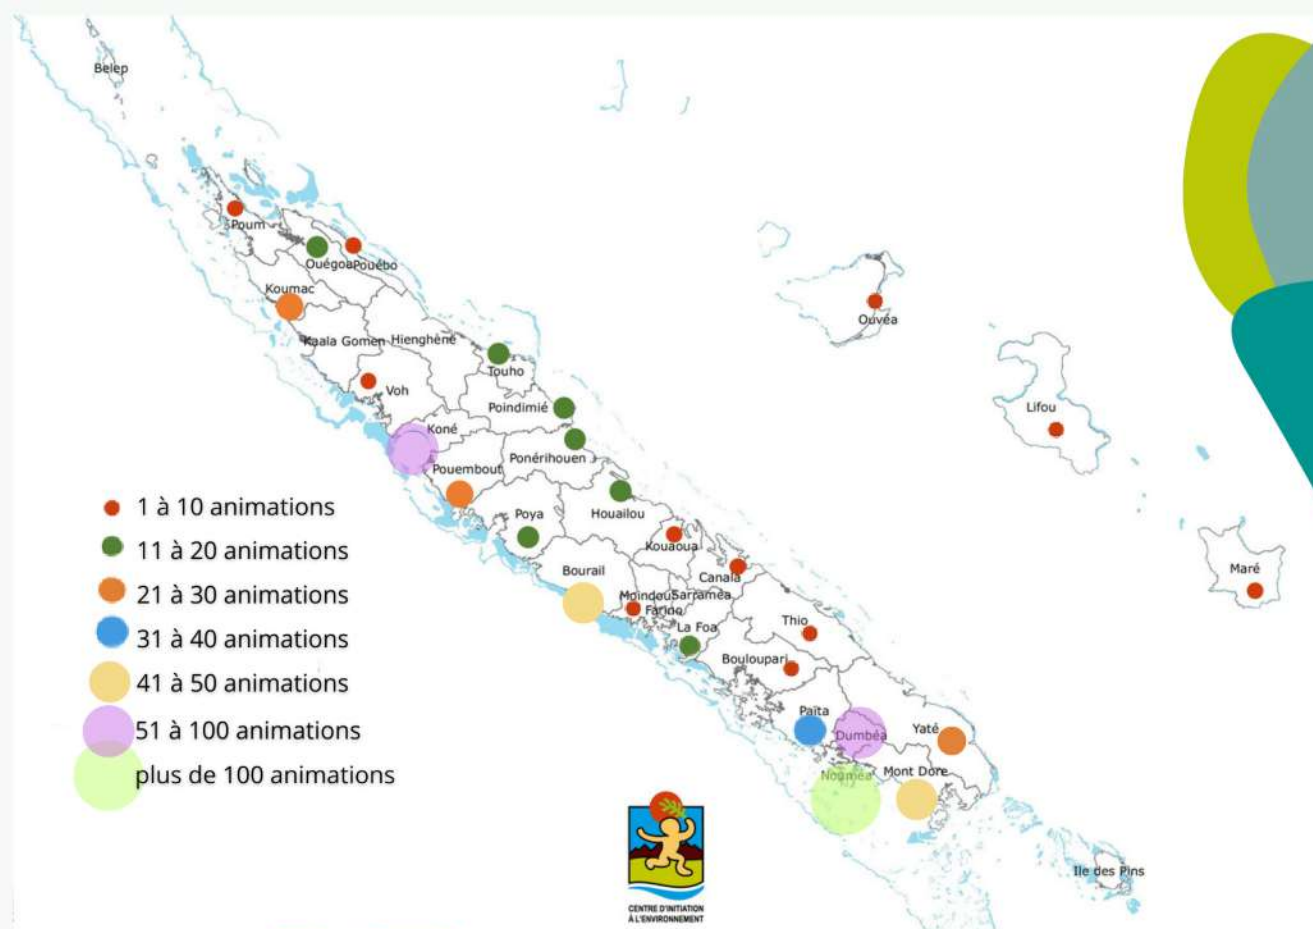 Belep
Poum
Ouégoa
Pouébo
Koumac
Ouvéa
Kaala Gomen
Hienghène
Touho
Voh
Poindimié
Lifou
Koné
Ponérihouen
Pouembout
1 à 10 animations
Poya
Houailou
11 à 20 animations
Kouaoua
Bourail
Canala
Maré
21 à 30 animations
Moindou
Sarraméa
Farino
Thio
La Foa
31 à 40 animations
Bouloupari
41 à 50 animations
Païta
51 à 100 animations
Dumbéa
Yaté
plus de 100 animations
Nouméa
Mont Dore
Ile des Pins
CENTRE D'INITIATION
À L'ENVIRONNEMENT